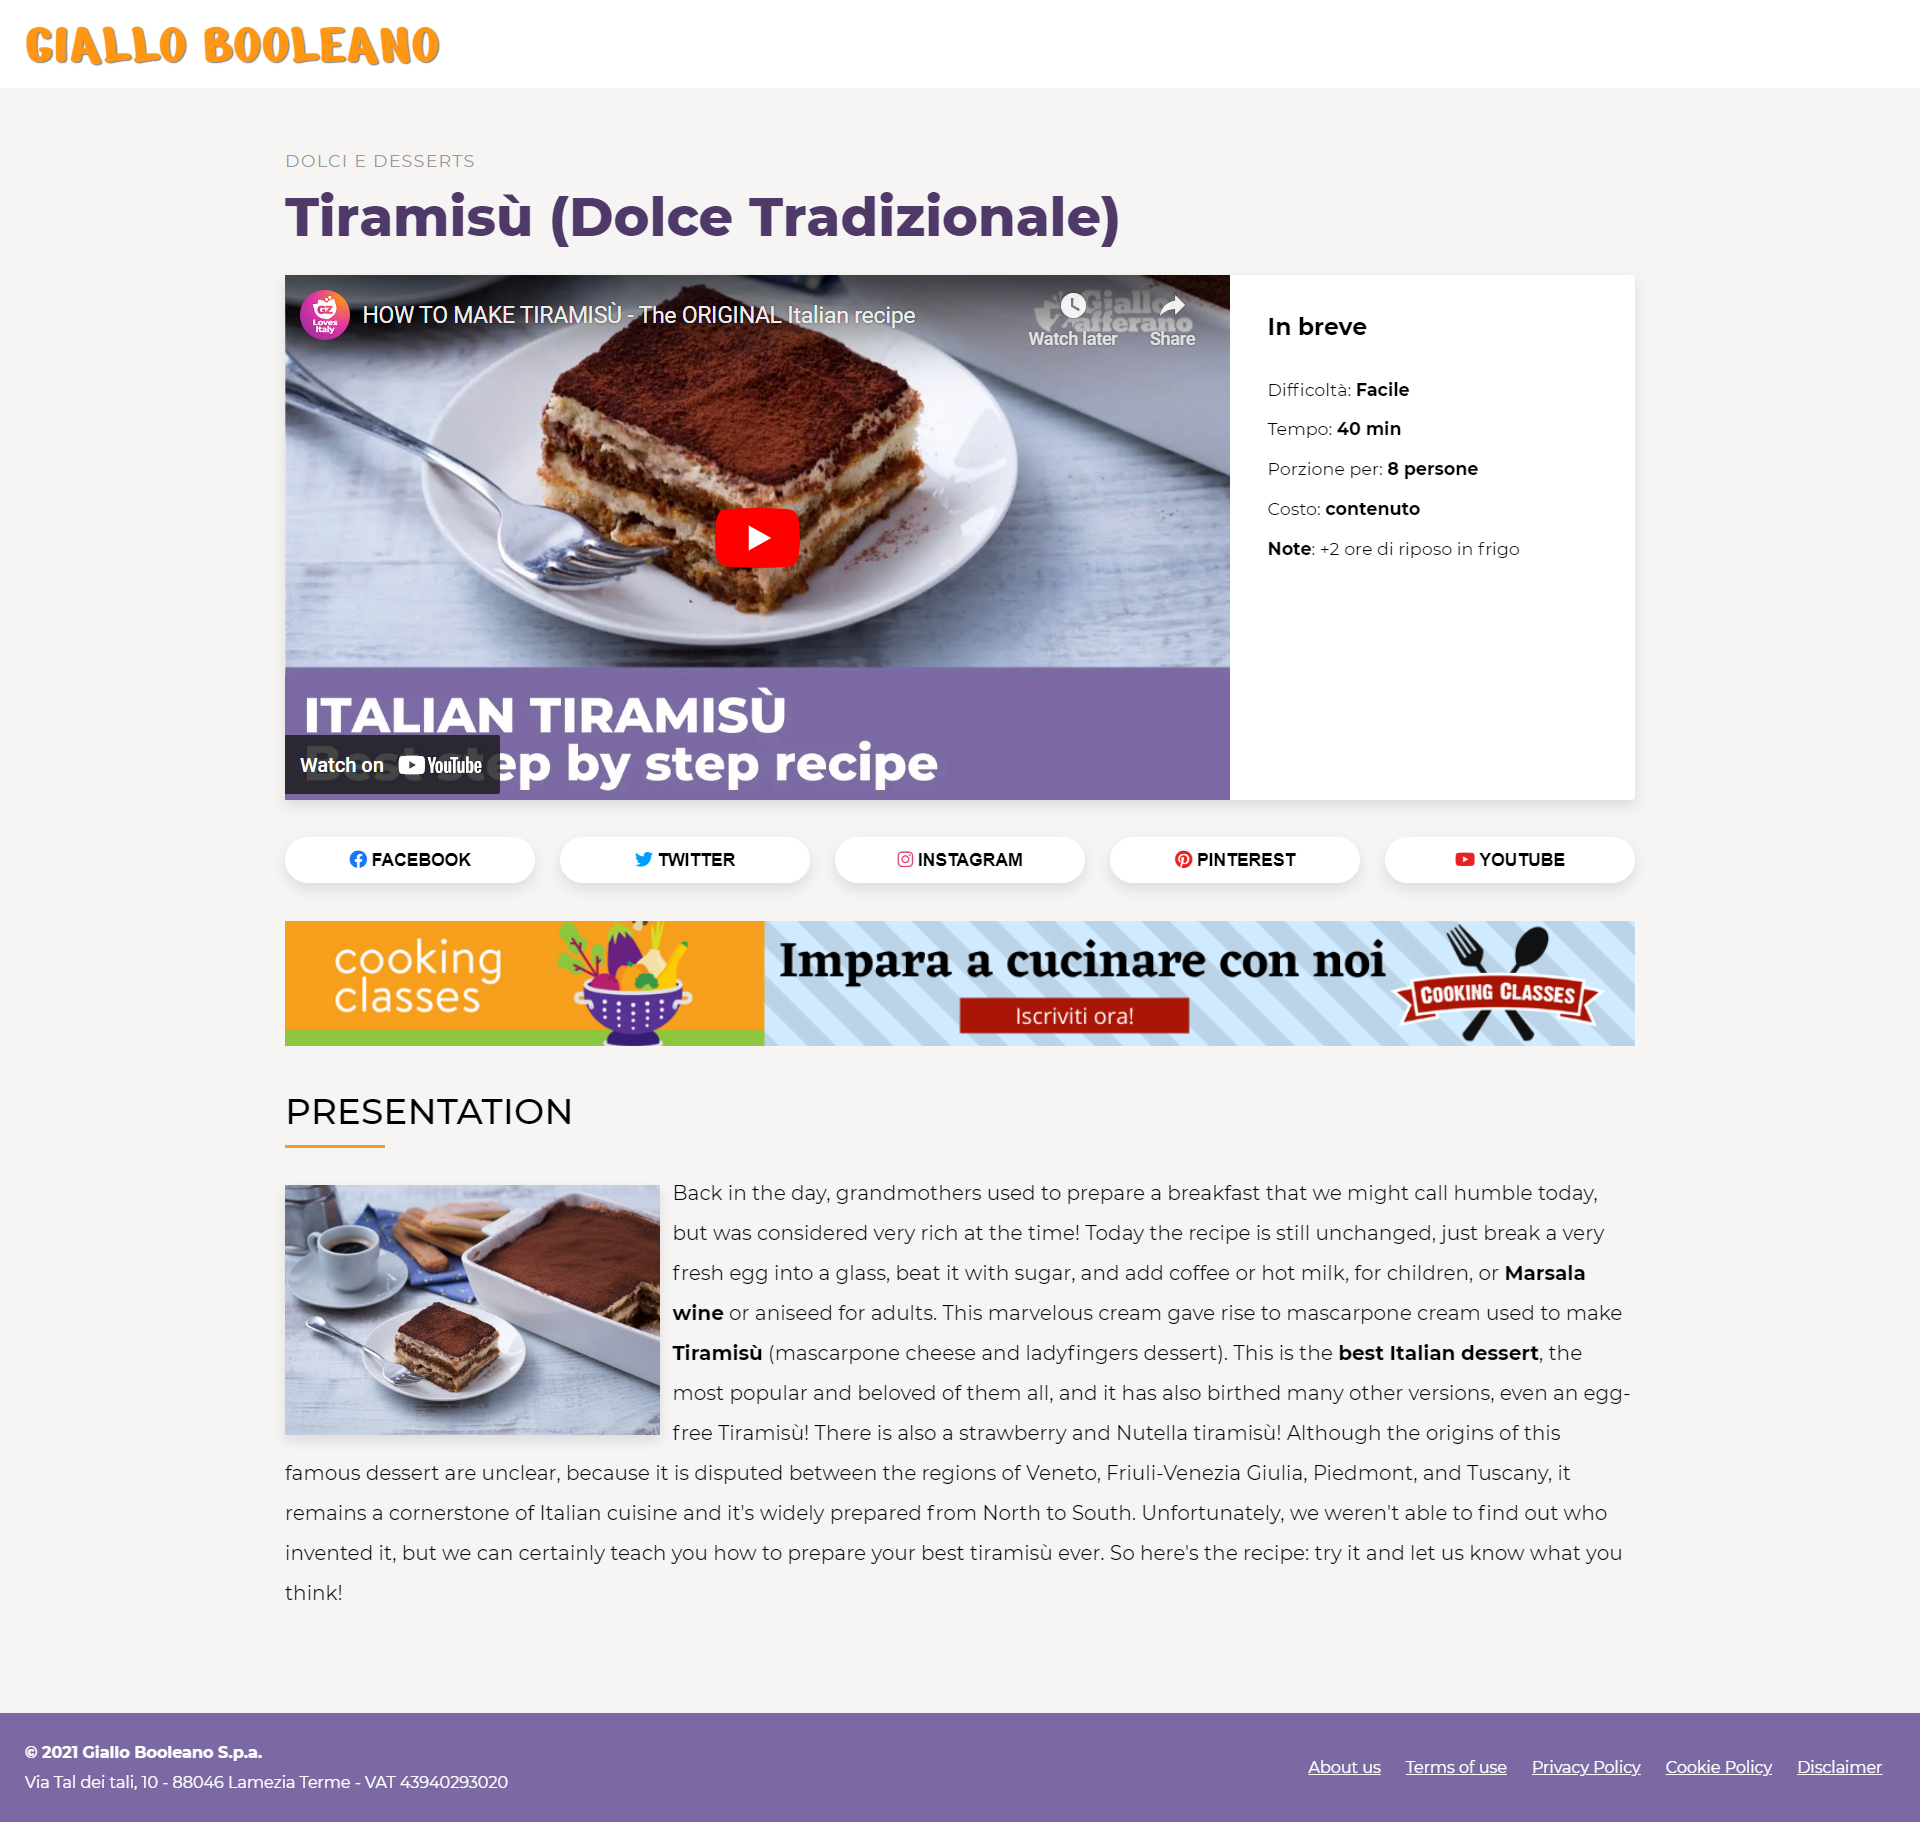 GIALLO BOOLEANO
DOLCI E DESSERTS
Tiramisù (Dolce Tradizionale)
GZ
Loves
Italy
HOW TO MAKE TIRAMISÙ - The ORIGINAL Italian recipe
Giallo
Zafferano
Watch later
Share
ITALIAN TIRAMISÙ
Best step by step recipe
Watch on YouTube
In breve
Difficoltà: Facile
Tempo: 40 min
Porzione per: 8 persone
Costo: contenuto
Note: +2 ore di riposo in frigo
FACEBOOK
TWITTER
INSTAGRAM
PINTEREST
YOUTUBE
cooking
classes
Impara a cucinare con noi
Iscriviti ora!
COOKING CLASSES
PRESENTATION
Back in the day, grandmothers used to prepare a breakfast that we might call humble today,
but was considered very rich at the time! Today the recipe is still unchanged, just break a very
fresh egg into a glass, beat it with sugar, and add coffee or hot milk, for children, or Marsala
wine or aniseed for adults. This marvelous cream gave rise to mascarpone cream used to make
Tiramisù (mascarpone cheese and ladyfingers dessert). This is the best Italian dessert, the
most popular and beloved of them all, and it has also birthed many other versions, even an egg-
free Tiramisù! There is also a strawberry and Nutella tiramisù! Although the origins of this
famous dessert are unclear, because it is disputed between the regions of Veneto, Friuli-Venezia Giulia, Piedmont, and Tuscany, it
remains a cornerstone of Italian cuisine and it's widely prepared from North to South. Unfortunately, we weren't able to find out who
invented it, but we can certainly teach you how to prepare your best tiramisù ever. So here's the recipe: try it and let us know what you
think!
© 2021 Giallo Booleano S.p.a.
Via Tal dei tali, 10 - 88046 Lamezia Terme - VAT 43940293020
About us
Terms of use
Privacy Policy
Cookie Policy
Disclaimer